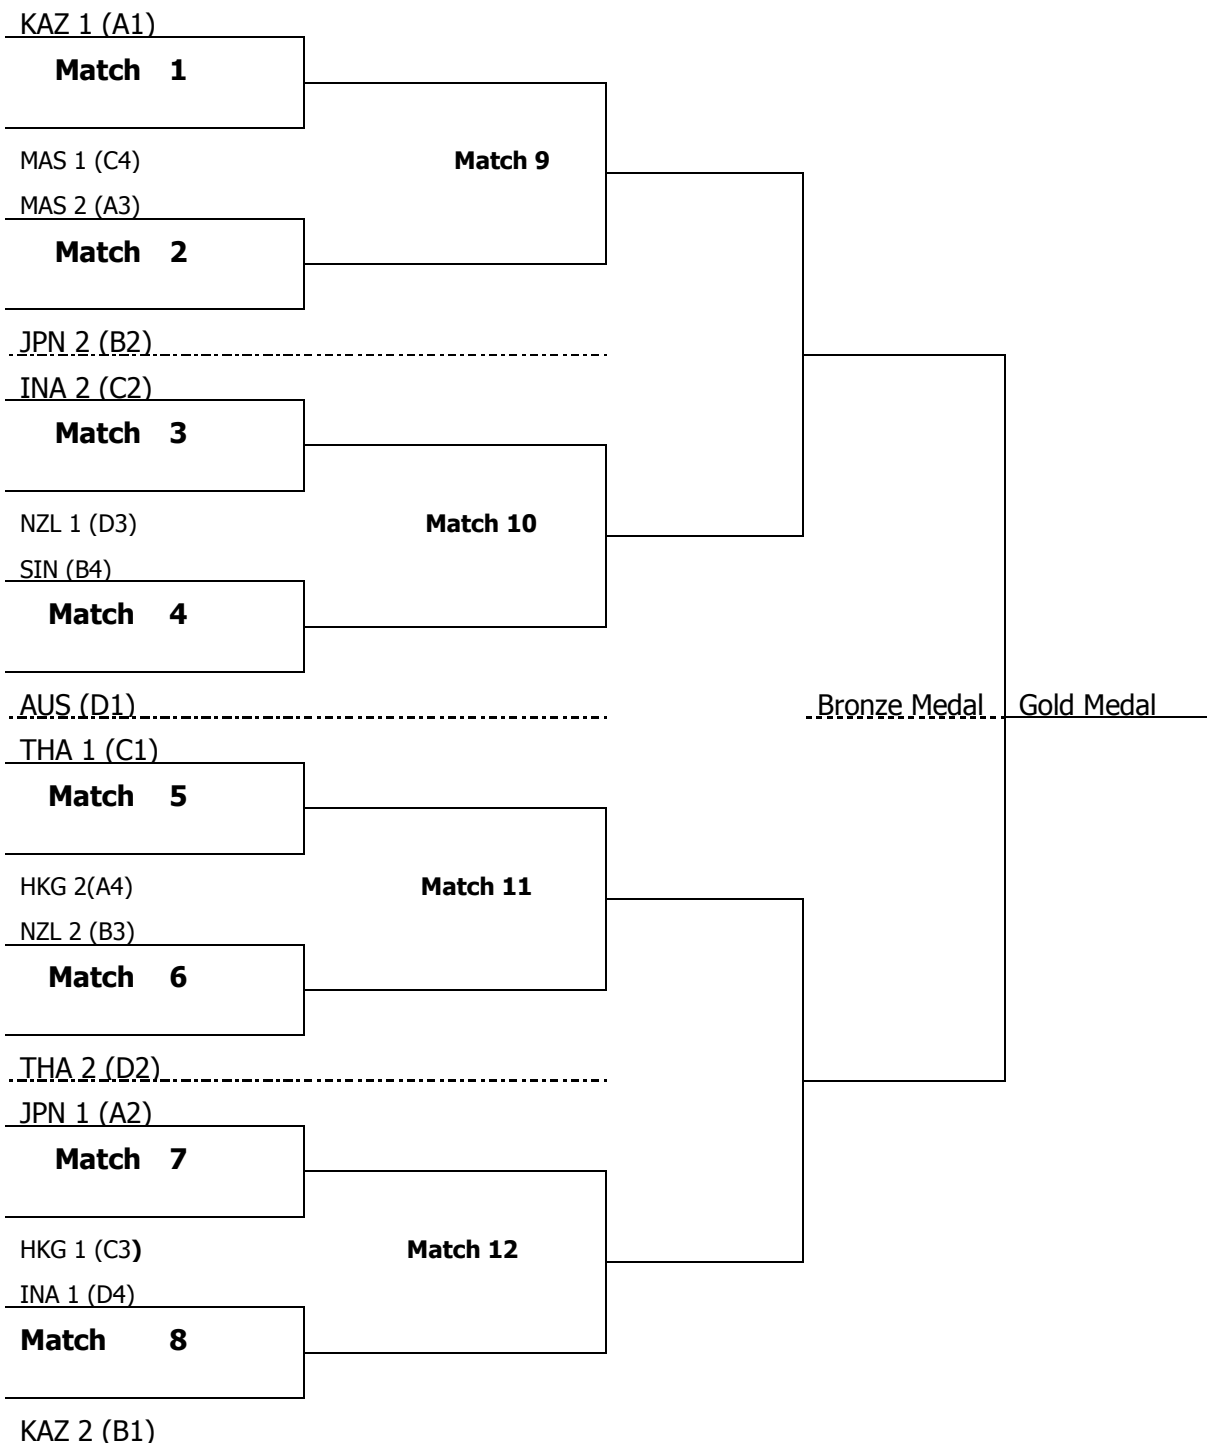 KAZ 1 (A1)
Match 1
MAS 1 (C4)
Match 9
MAS 2 (A3)
Match 2
JPN 2 (B2)
INA 2 (C2)
Match 3
NZL 1 (D3)
Match 10
SIN (B4)
Match 4
AUS (D1)
Bronze Medal
Gold Medal
THA 1 (C1)
Match 5
HKG 2(A4)
Match 11
NZL 2 (B3)
Match 6
THA 2 (D2)
JPN 1 (A2)
Match 7
HKG 1 (C3)
Match 12
INA 1 (D4)
Match 8
KAZ 2 (B1)